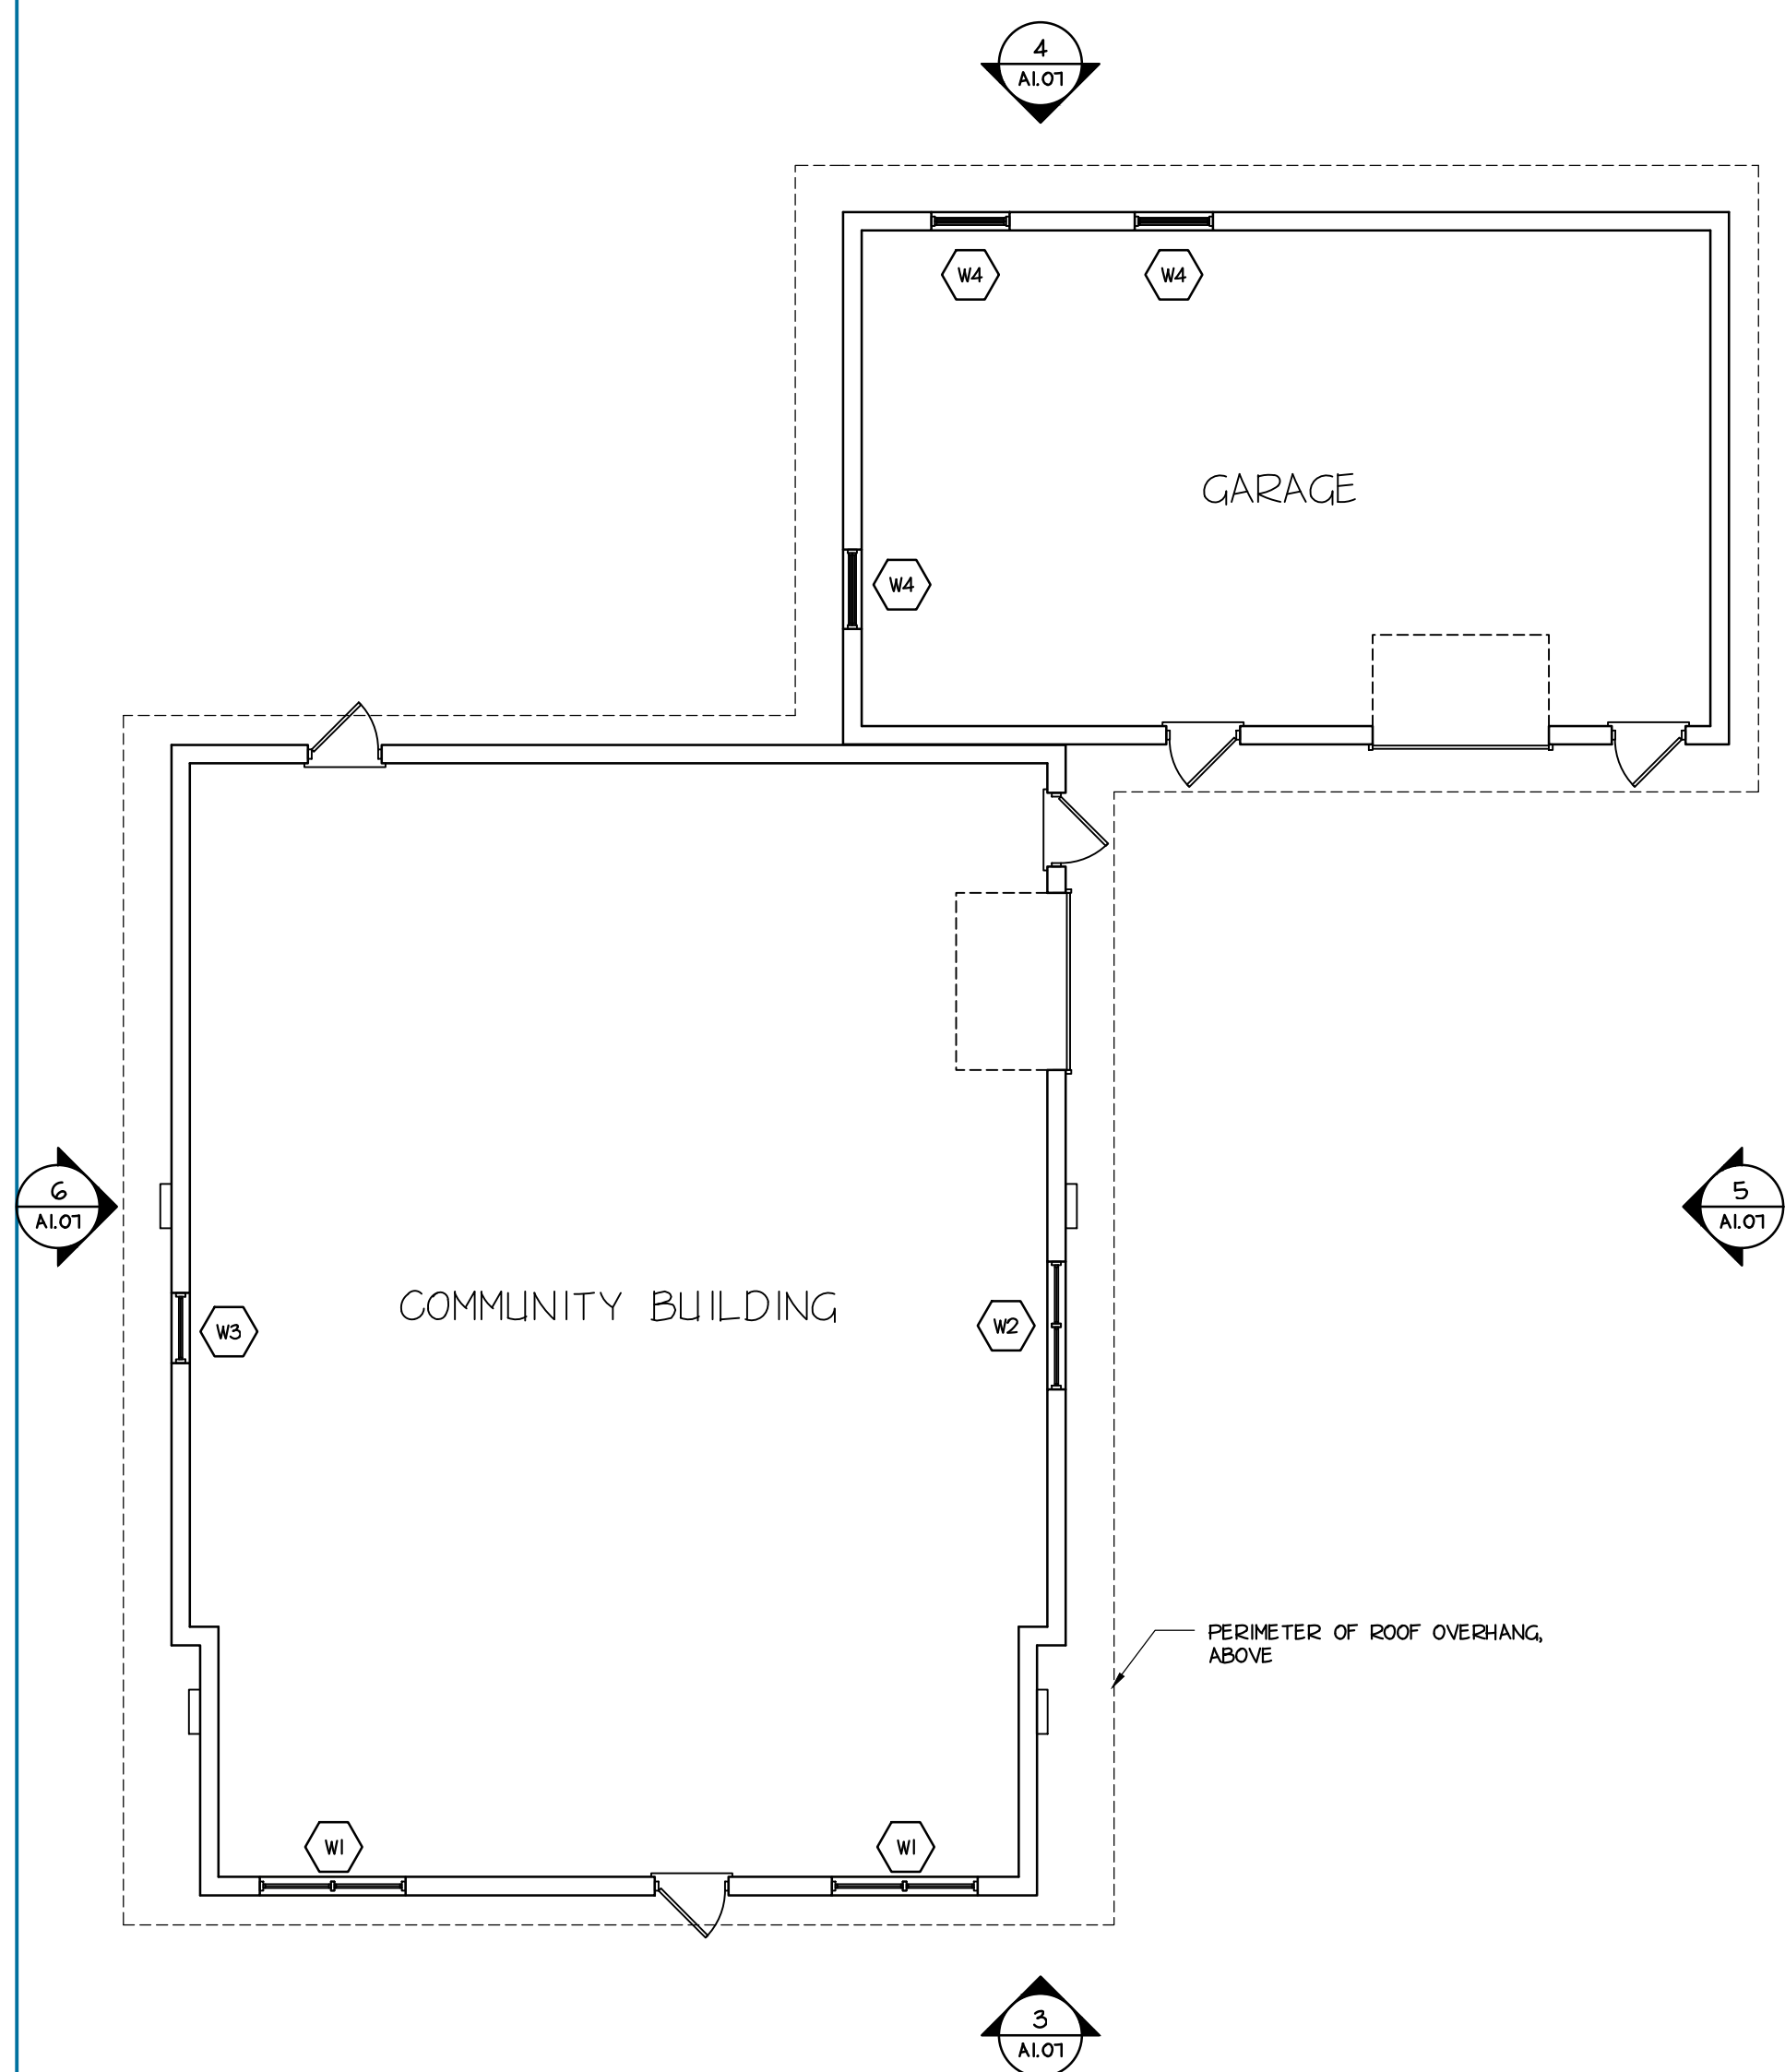 4
A1.07
W4
W4
GARAGE
W4
6
A1.07
5
A1.07
COMMUNITY BUILDING
W3
W2
PERIMETER OF ROOF OVERHANG,
ABOVE
W1
W1
3
A1.07